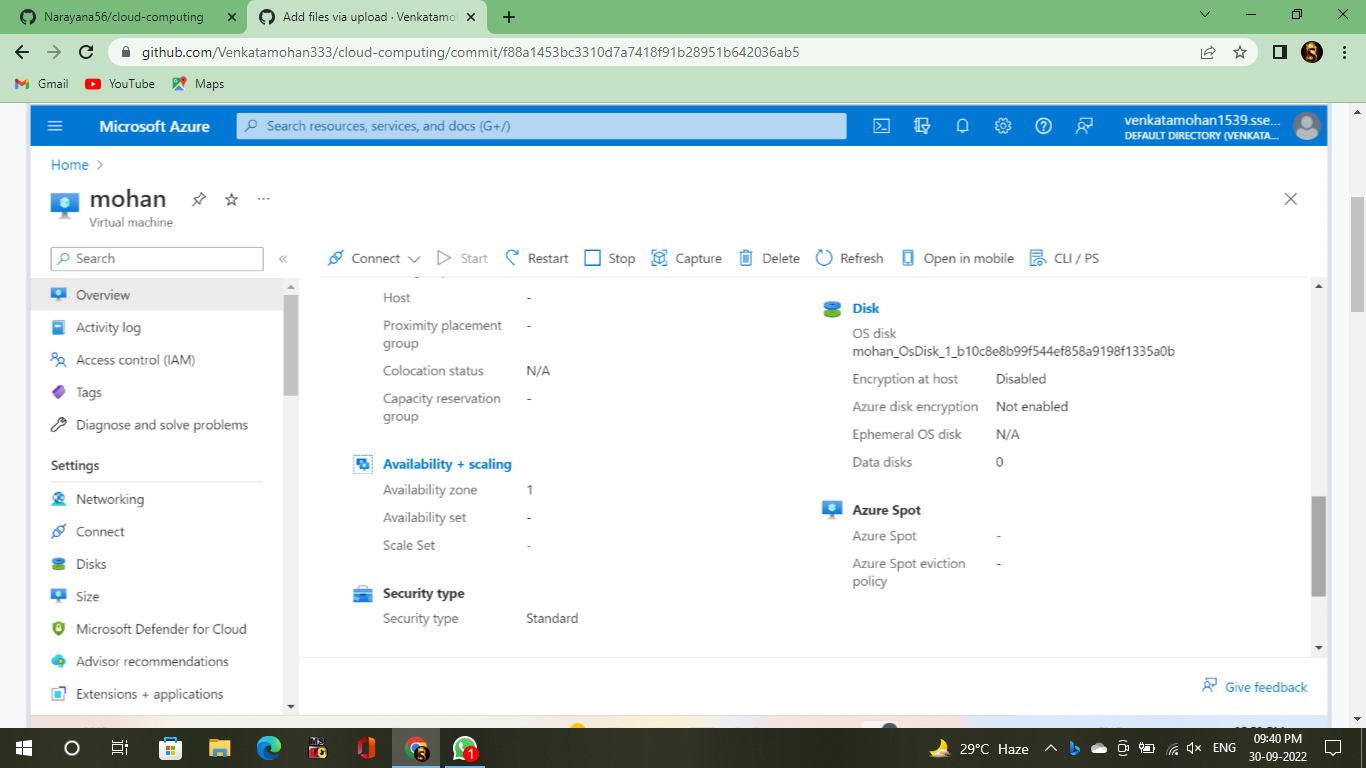 Narayana56/cloud-computing
Add files via upload · Venkatamol
github.com/Venkatamohan333/cloud-computing/commit/f88a1453bc3310d7a7418f91b28951b642036ab5
Gmail
YouTube
Maps
Microsoft Azure
Search resources, services, and docs (G+/)
venkatamohan1539.sse...
DEFAULT DIRECTORY (VENKATA...
Home >
mohan
Virtual machine
Search
Connect
Start
Restart
Stop
Capture
Delete
Refresh
Open in mobile
CLI / PS
Overview
Activity log
Access control (IAM)
Tags
Diagnose and solve problems
Settings
Networking
Connect
Disks
Size
Microsoft Defender for Cloud
Advisor recommendations
Extensions + applications
Host -
Proximity placement group -
Colocation status N/A
Capacity reservation group -
Availability + scaling
Availability zone 1
Availability set -
Scale Set -
Security type
Security type Standard
Disk
OS disk
mohan_OsDisk_1_b10c8e8b99f544ef858a9198f1335a0b
Encryption at host Disabled
Azure disk encryption Not enabled
Ephemeral OS disk N/A
Data disks 0
Azure Spot
Azure Spot -
Azure Spot eviction policy -
Give feedback
1
29°C Haze
ENG
09:40 PM
30-09-2022